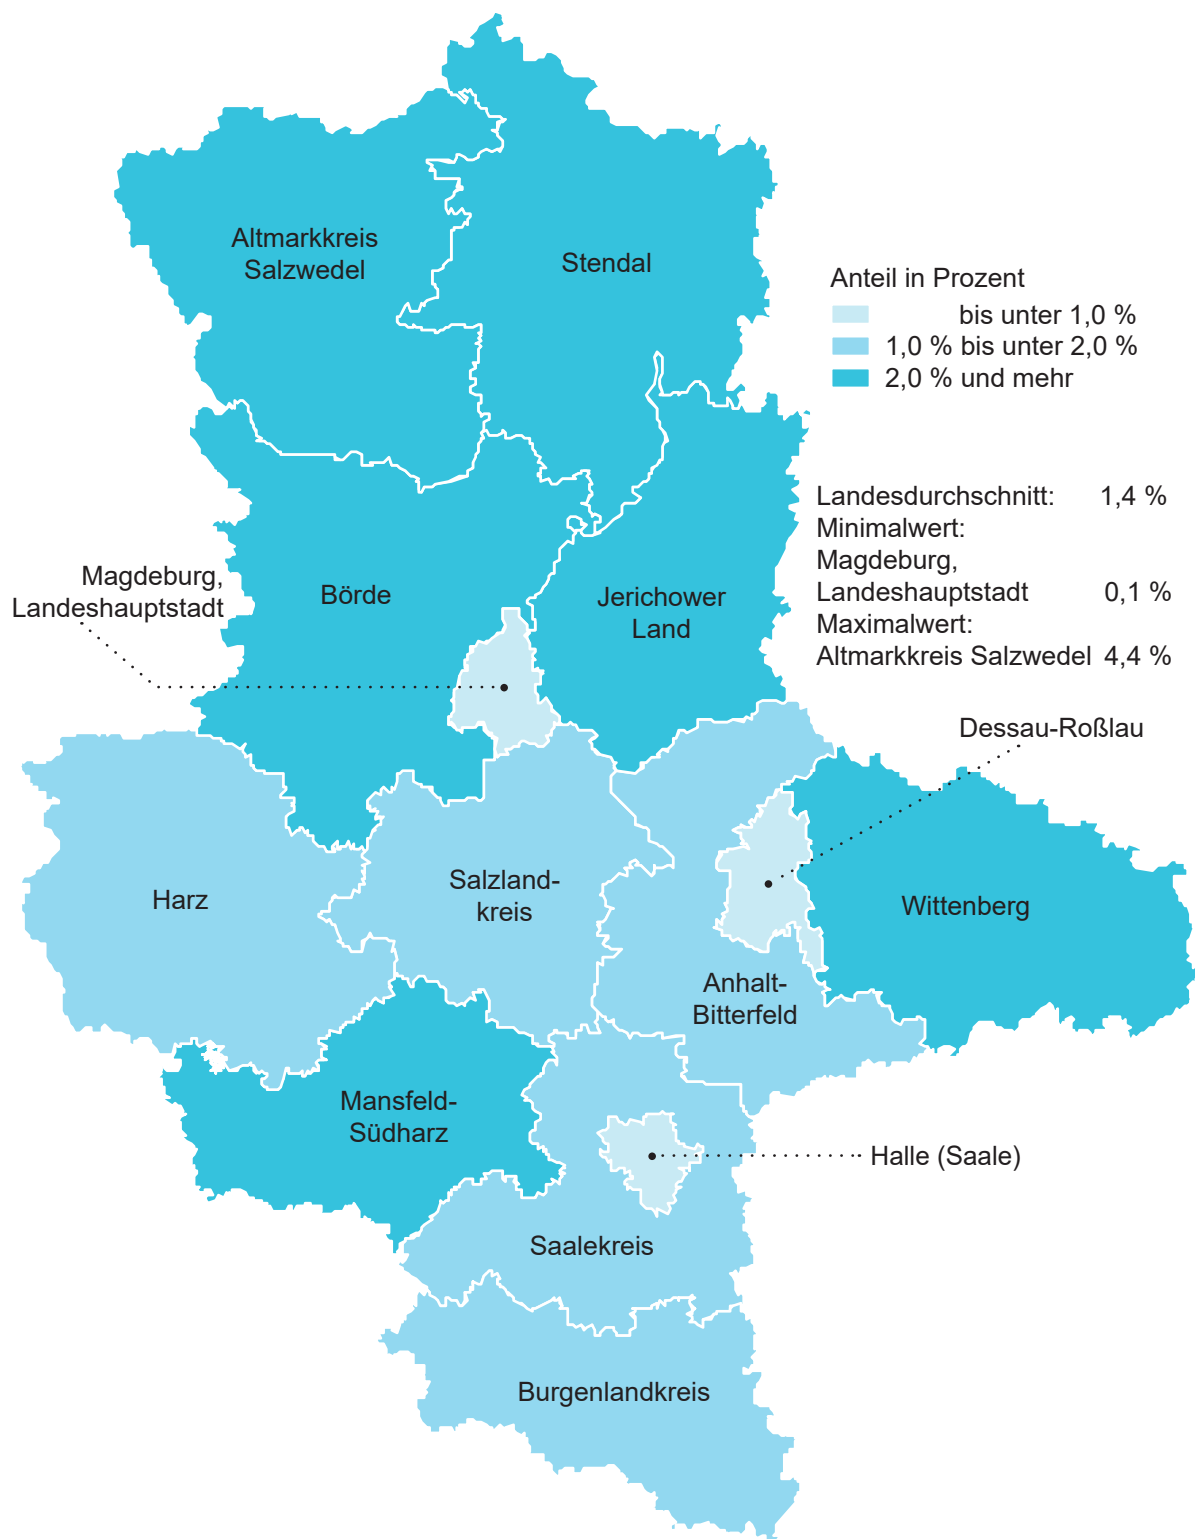 Altmarkkreis
Salzwedel
Stendal
Anteil in Prozent
bis unter 1,0 %
1,0 % bis unter 2,0 %
2,0 % und mehr
Landesdurchschnitt: 1,4 %
Minimalwert:
Magdeburg,
Landeshauptstadt 0,1 %
Maximalwert:
Altmarkkreis Salzwedel 4,4 %
Magdeburg,
Landeshauptstadt
Börde
Jerichower
Land
Dessau-Roßlau
Harz
Salzland-
kreis
Wittenberg
Anhalt-
Bitterfeld
Mansfeld-
Südharz
Halle (Saale)
Saalekreis
Burgenlandkreis